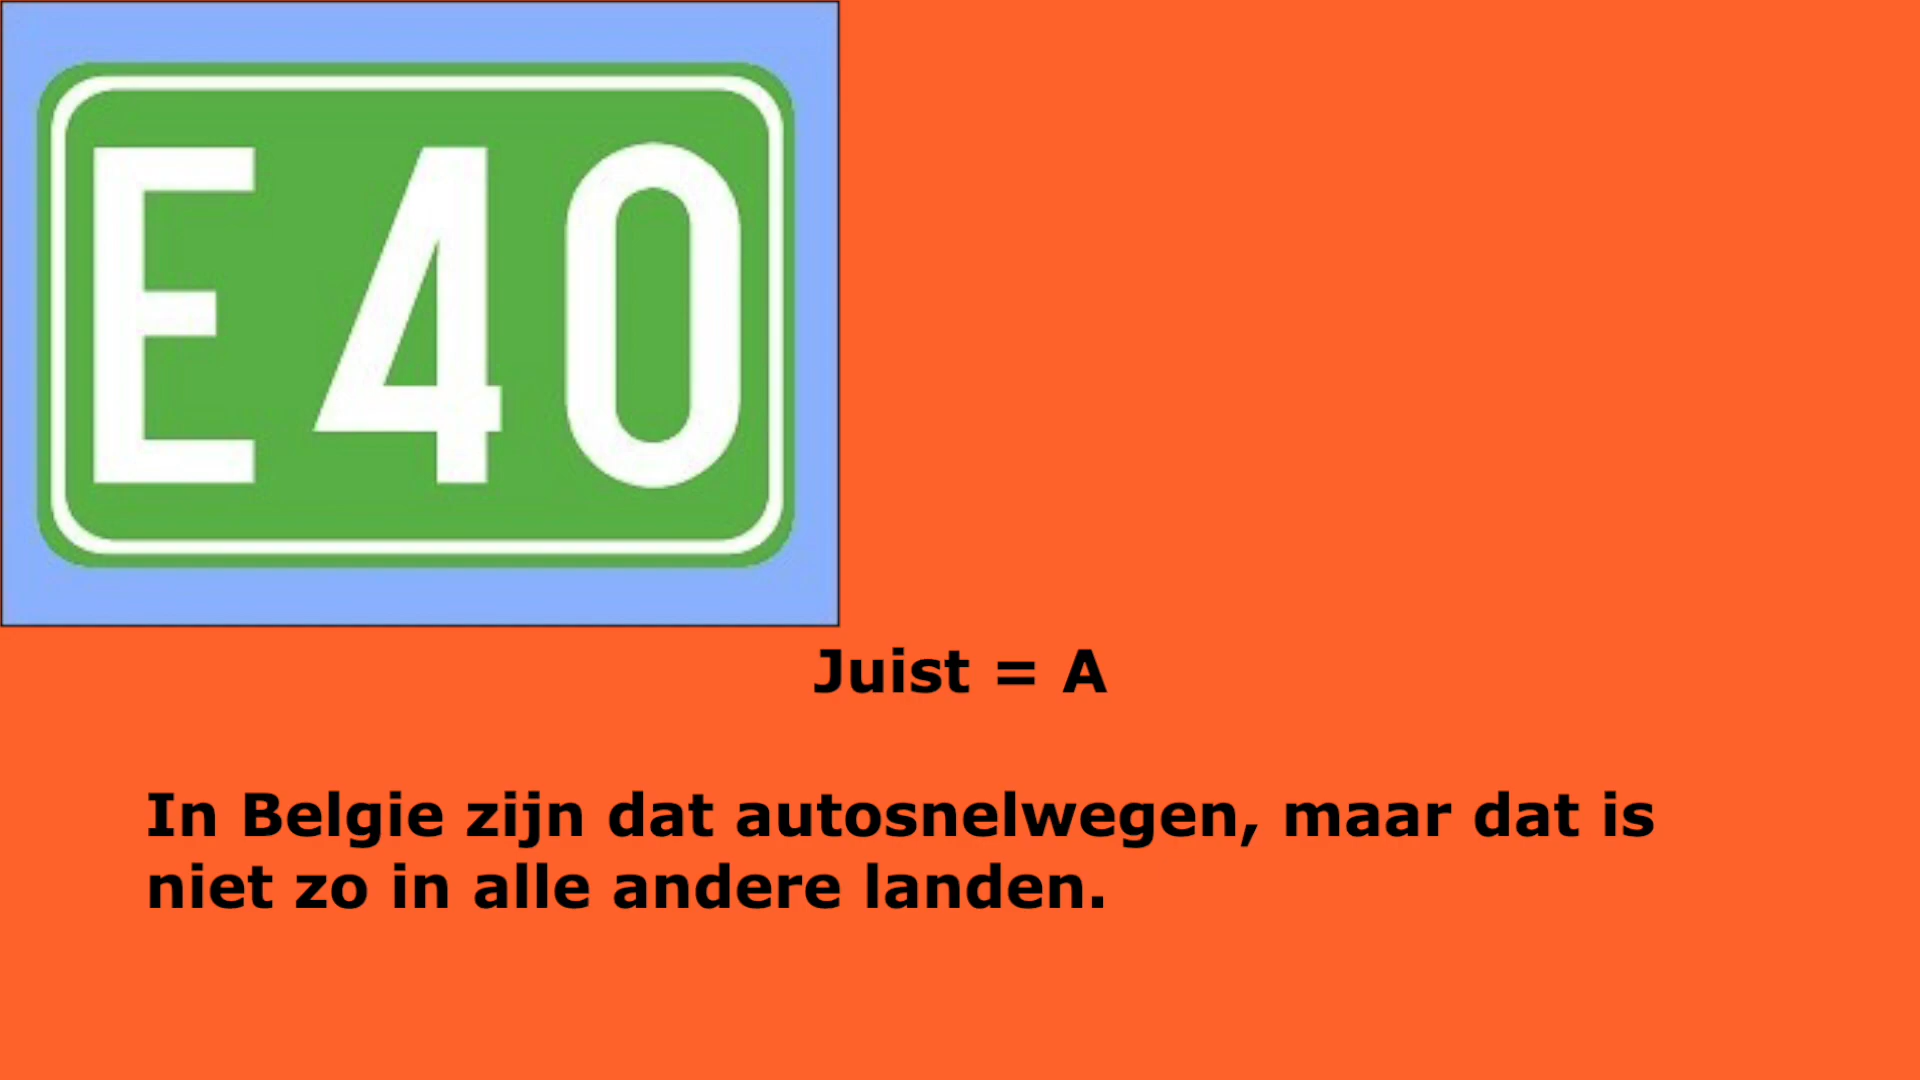 E40
Juist = A
In Belgie zijn dat autosnelwegen, maar dat is
niet zo in alle andere landen.